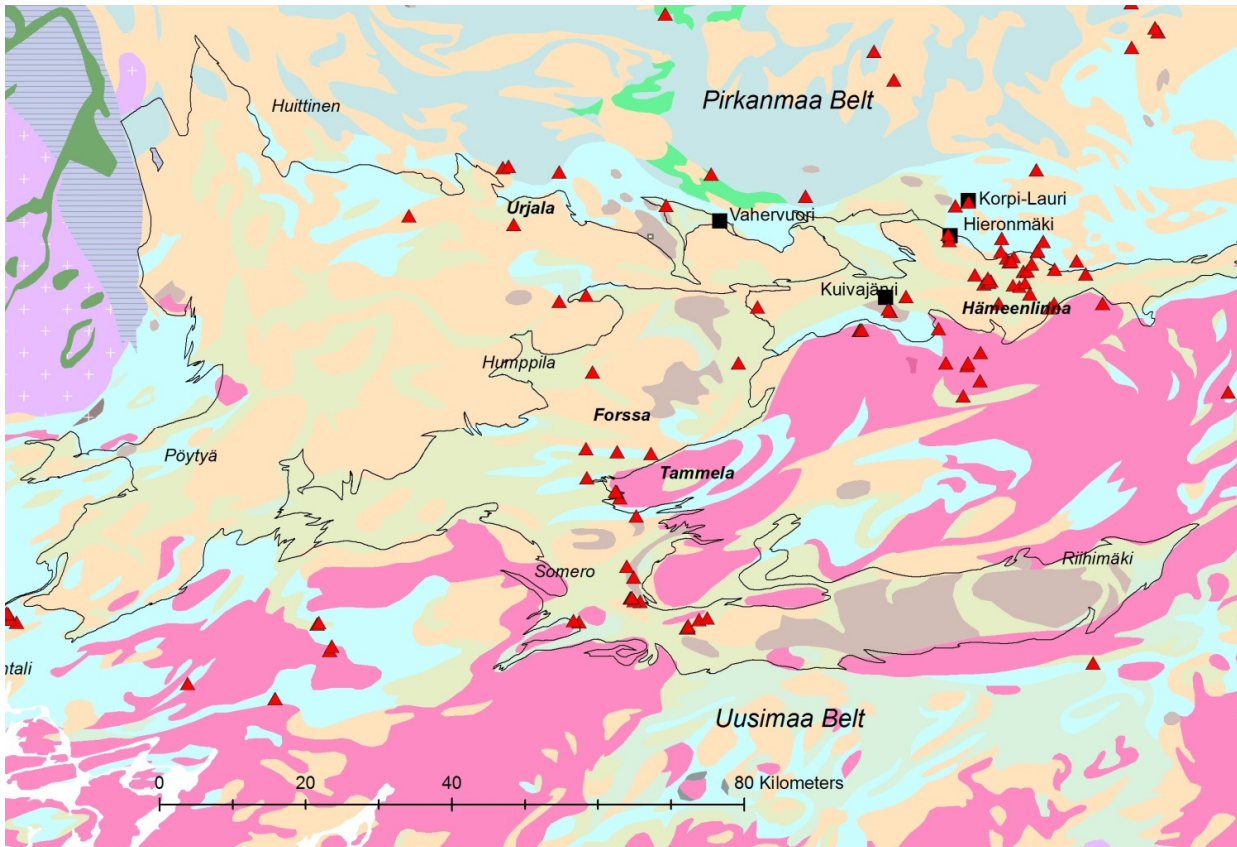 Pirkanmaa Belt
Huittinen
Urjala
Vahervuori
Korpi-Lauri
Hieronmäki
Kuivajärvi
Hämeenlinna
Humppila
Forssa
Pöytyä
Tammela
Somero
Riihimäki
ntali
Uusimaa Belt
0 20 40 80 Kilometers